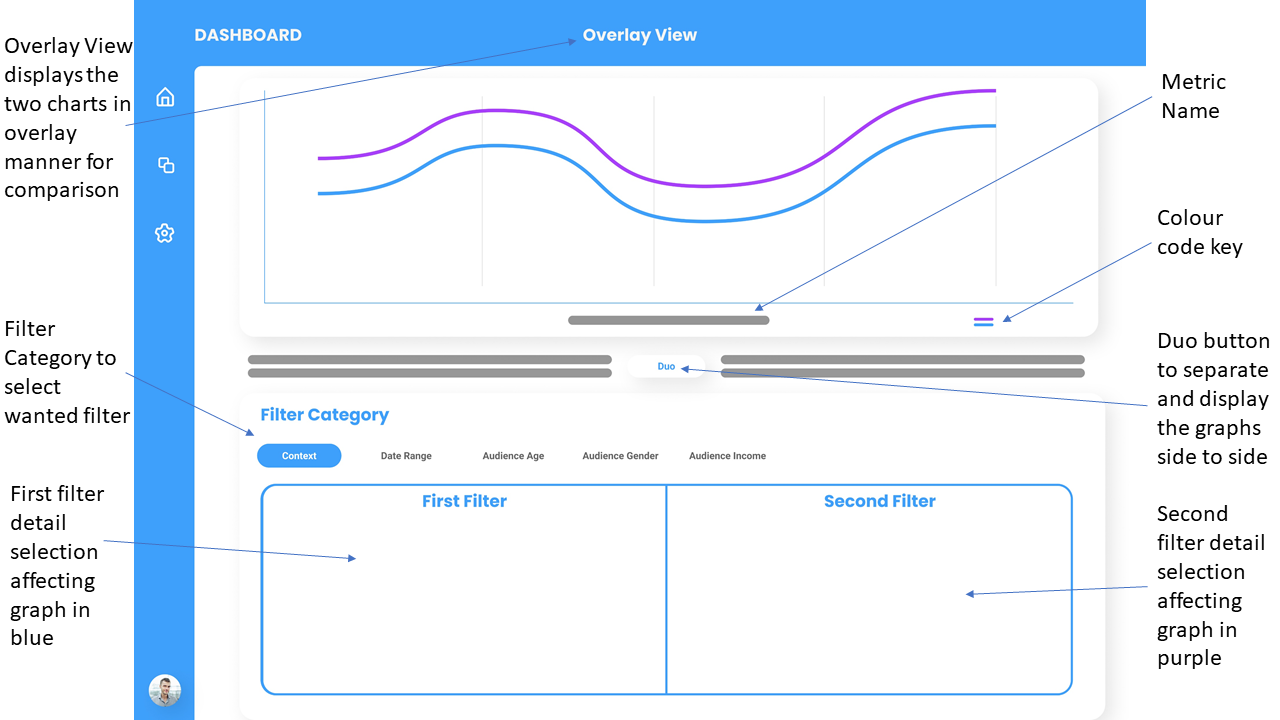 DASHBOARD
Overlay View
Overlay View
displays the
two charts in
overlay
manner for
comparison
Metric
Name
Colour
code key
Filter
Category to
select
wanted filter
Duo
Duo button
to separate
and display
the graphs
side to side
Filter Category
Context
Date Range
Audience Age
Audience Gender
Audience Income
First Filter
Second Filter
First filter
detail
selection
affecting
graph in
blue
Second
filter detail
selection
affecting
graph in
purple